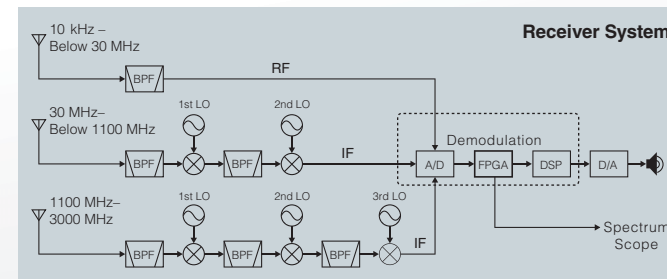 Receiver System
10 kHz –
Below 30 MHz
BPF
RF
30 MHz–
Below 1100 MHz
1st LO
2nd LO
BPF
BPF
IF
Demodulation
A/D
FPGA
DSP
D/A
1100 MHz–
3000 MHz
1st LO
2nd LO
3rd LO
BPF
BPF
BPF
IF
Spectrum
Scope